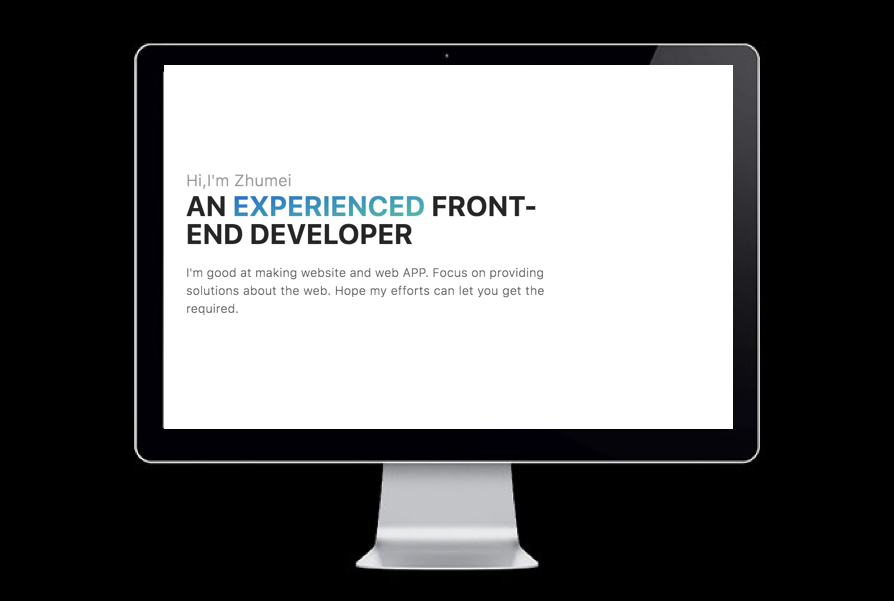 Hi,I'm Zhumei
AN EXPERIENCED FRONT-
END DEVELOPER
I'm good at making website and web APP. Focus on providing
solutions about the web. Hope my efforts can let you get the
required.